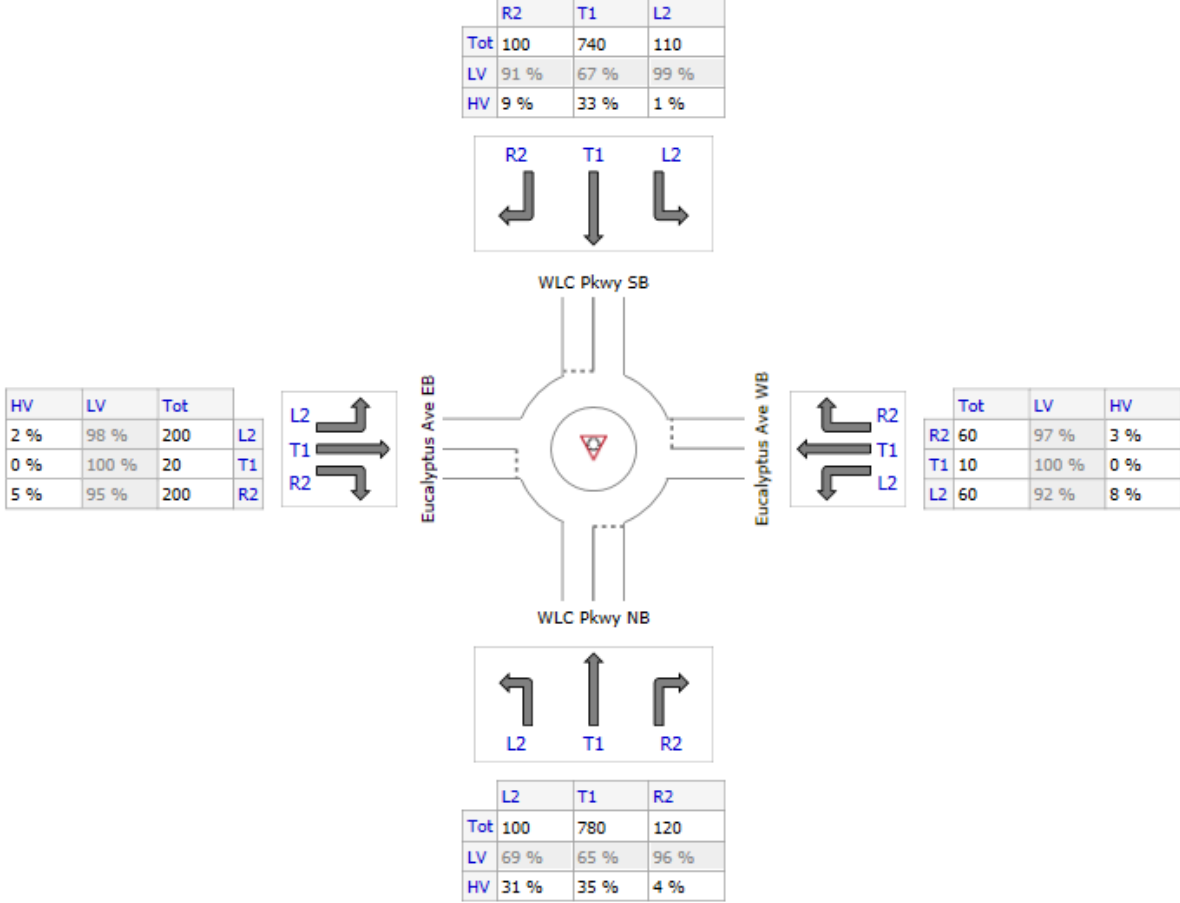 R2 T1 L2
Tot 100 740 110
LV 91 % 67 % 99 %
HV 9 % 33 % 1 %
R2 T1 L2
WLC Pkwy SB
HV LV Tot
2 % 98 % 200 L2
0 % 100 % 20 T1
5 % 95 % 200 R2
L2
T1
R2
Eucalyptus Ave EB
Eucalyptus Ave WB
R2
T1
L2
Tot LV HV
R2 60 97 % 3 %
T1 10 100 % 0 %
L2 60 92 % 8 %
WLC Pkwy NB
L2 T1 R2
L2 T1 R2
Tot 100 780 120
LV 69 % 65 % 96 %
HV 31 % 35 % 4 %